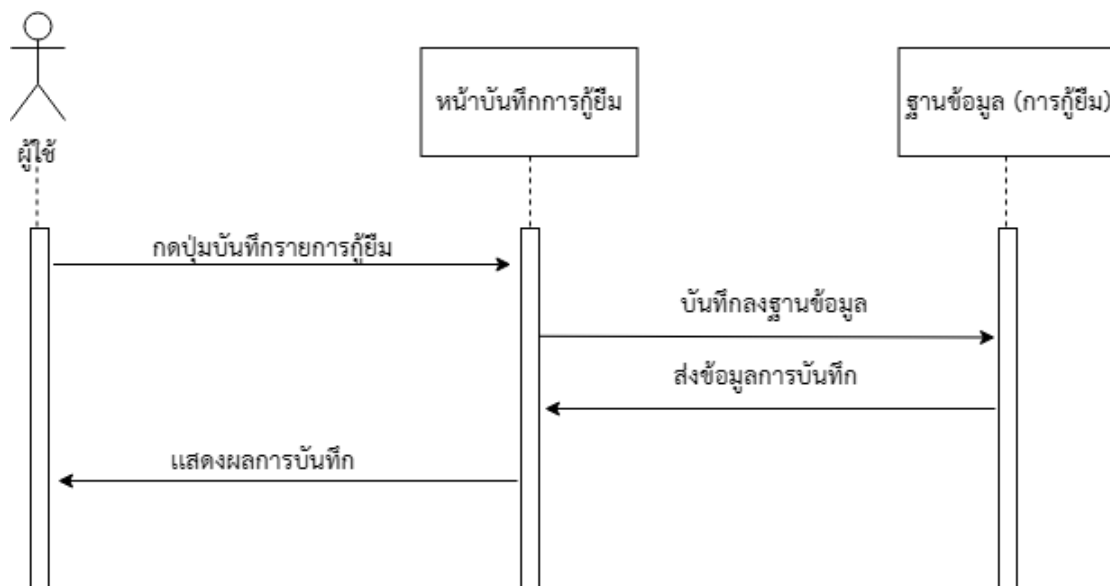 หน้าบันทึกการกู้ยืม
ฐานข้อมูล (การกู้ยืม)
ผู้ใช้
กดปุ่มบันทึกรายการกู้ยืม
บันทึกลงฐานข้อมูล
ส่งข้อมูลการบันทึก
แสดงผลการบันทึก